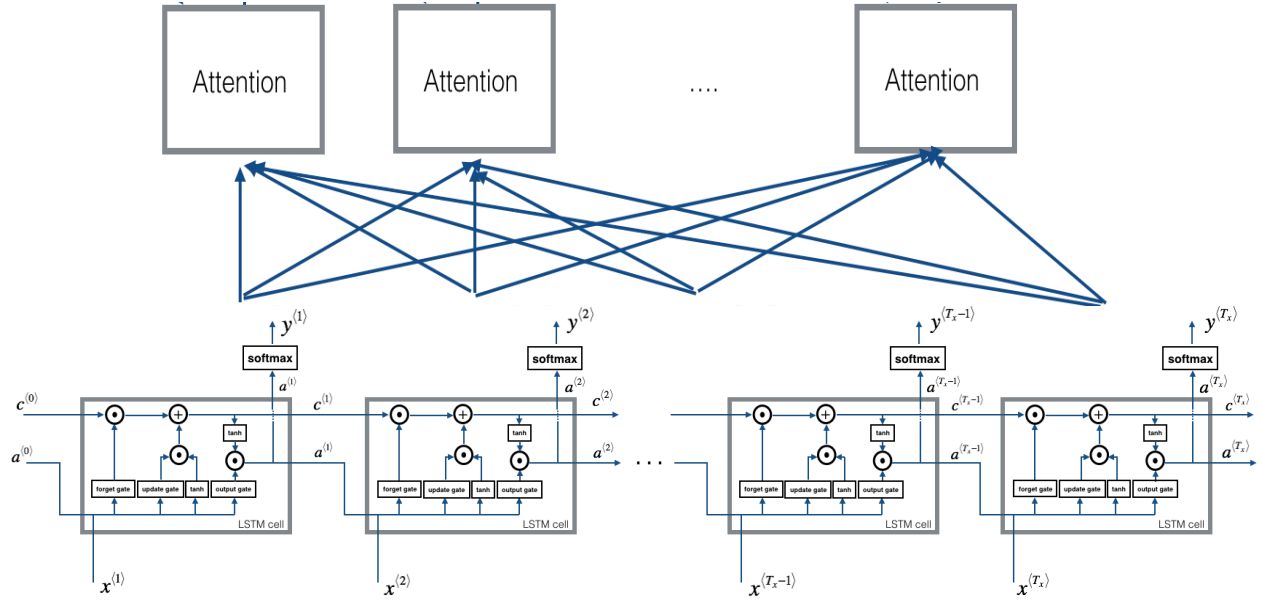 Attention Attention .... Attention
y⟨1⟩ y⟨2⟩ y⟨Tx−1⟩ y⟨Tx⟩
softmax softmax softmax softmax
a⟨1⟩ a⟨2⟩ a⟨Tx−1⟩ a⟨Tx⟩
c⟨0⟩ c⟨1⟩ c⟨2⟩ c⟨Tx−1⟩ c⟨Tx⟩
tanh tanh tanh tanh
a⟨0⟩ a⟨1⟩ a⟨2⟩ ... a⟨Tx−1⟩ a⟨Tx⟩
forget gate update gate tanh output gate forget gate update gate tanh output gate forget gate update gate tanh output gate forget gate update gate tanh output gate
LSTM cell LSTM cell LSTM cell LSTM cell
x⟨1⟩ x⟨2⟩ x⟨Tx−1⟩ x⟨Tx⟩